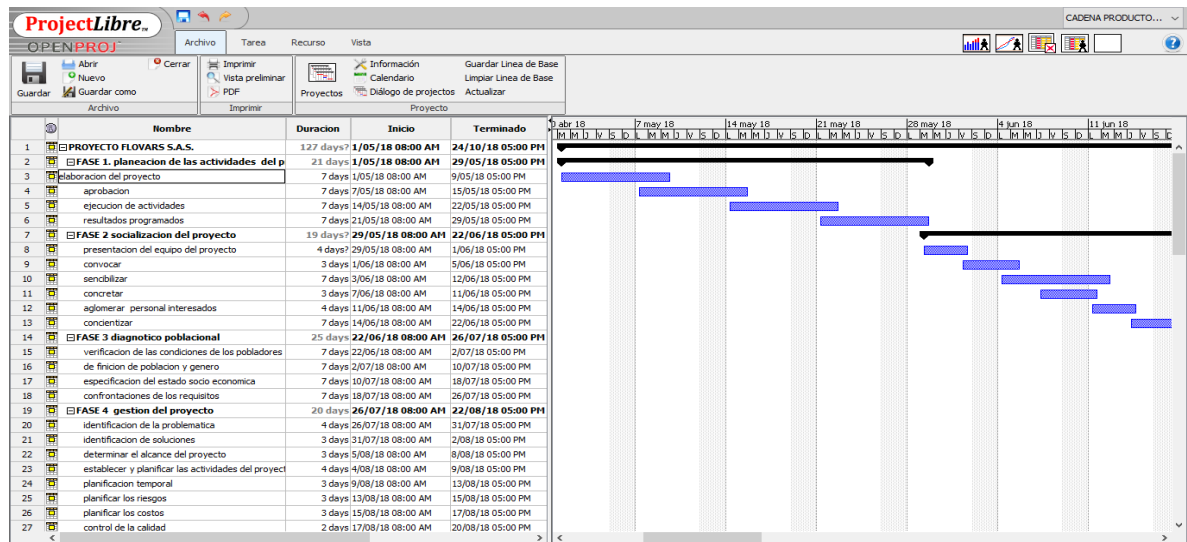 ProjectLibre™
OPENPROJ
CADENA PRODUCTO...
Archivo Tarea Recurso Vista
Guardar
Abrir
Nuevo
Guardar como
Cerrar
Archivo
Imprimir
Vista preliminar
PDF
Imprimir
Proyectos
Información
Calendario
Diálogo de projectos
Guardar Linea de Base
Limpiar Linea de Base
Actualizar
Proyecto
Nombre Duracion Inicio Terminado
0 abr 18 7 may 18 14 may 18 21 may 18 28 may 18 4 jun 18 11 jun 18
M M J V S D L M M J V S D L M M J V S D L M M J V S D L M M J V S D L M M J V S D L M M J V S D
1 PROYECTO FLOVARS S.A.S. 127 days? 1/05/18 08:00 AM 24/10/18 05:00 PM
2 FASE 1. planeacion de las actividades del p 21 days 1/05/18 08:00 AM 29/05/18 05:00 PM
3 elaboracion del proyecto 7 days 1/05/18 08:00 AM 9/05/18 05:00 PM
4 aprobacion 7 days 7/05/18 08:00 AM 15/05/18 05:00 PM
5 ejecucion de actividades 7 days 14/05/18 08:00 AM 22/05/18 05:00 PM
6 resultados programados 7 days 21/05/18 08:00 AM 29/05/18 05:00 PM
7 FASE 2 socializacion del proyecto 19 days? 29/05/18 08:00 AM 22/06/18 05:00 PM
8 presentacion del equipo del proyecto 4 days? 29/05/18 08:00 AM 1/06/18 05:00 PM
9 convocar 3 days 1/06/18 08:00 AM 5/06/18 05:00 PM
10 sencibilizar 7 days 3/06/18 08:00 AM 12/06/18 05:00 PM
11 concretar 3 days 7/06/18 08:00 AM 11/06/18 05:00 PM
12 aglomerar personal interesados 4 days 11/06/18 08:00 AM 14/06/18 05:00 PM
13 concientizar 7 days 14/06/18 08:00 AM 22/06/18 05:00 PM
14 FASE 3 diagnotico poblacional 25 days 22/06/18 08:00 AM 26/07/18 05:00 PM
15 verificacion de las condiciones de los pobladores 7 days 22/06/18 08:00 AM 2/07/18 05:00 PM
16 de finicion de poblacion y genero 7 days 2/07/18 08:00 AM 10/07/18 05:00 PM
17 especificacion del estado socio economica 7 days 10/07/18 08:00 AM 18/07/18 05:00 PM
18 confrontaciones de los requisitos 7 days 18/07/18 08:00 AM 26/07/18 05:00 PM
19 FASE 4 gestion del proyecto 20 days 26/07/18 08:00 AM 22/08/18 05:00 PM
20 identificacion de la problematica 4 days 26/07/18 08:00 AM 31/07/18 05:00 PM
21 identificacion de soluciones 3 days 31/07/18 08:00 AM 2/08/18 05:00 PM
22 determinar el alcance del proyecto 3 days 5/08/18 08:00 AM 8/08/18 05:00 PM
23 establecer y planificar las actividades del proyect 4 days 4/08/18 08:00 AM 9/08/18 05:00 PM
24 planificacion temporal 3 days 9/08/18 08:00 AM 13/08/18 05:00 PM
25 planificar los riesgos 3 days 13/08/18 08:00 AM 15/08/18 05:00 PM
26 planificar los costos 3 days 15/08/18 08:00 AM 17/08/18 05:00 PM
27 control de la calidad 2 days 17/08/18 08:00 AM 20/08/18 05:00 PM